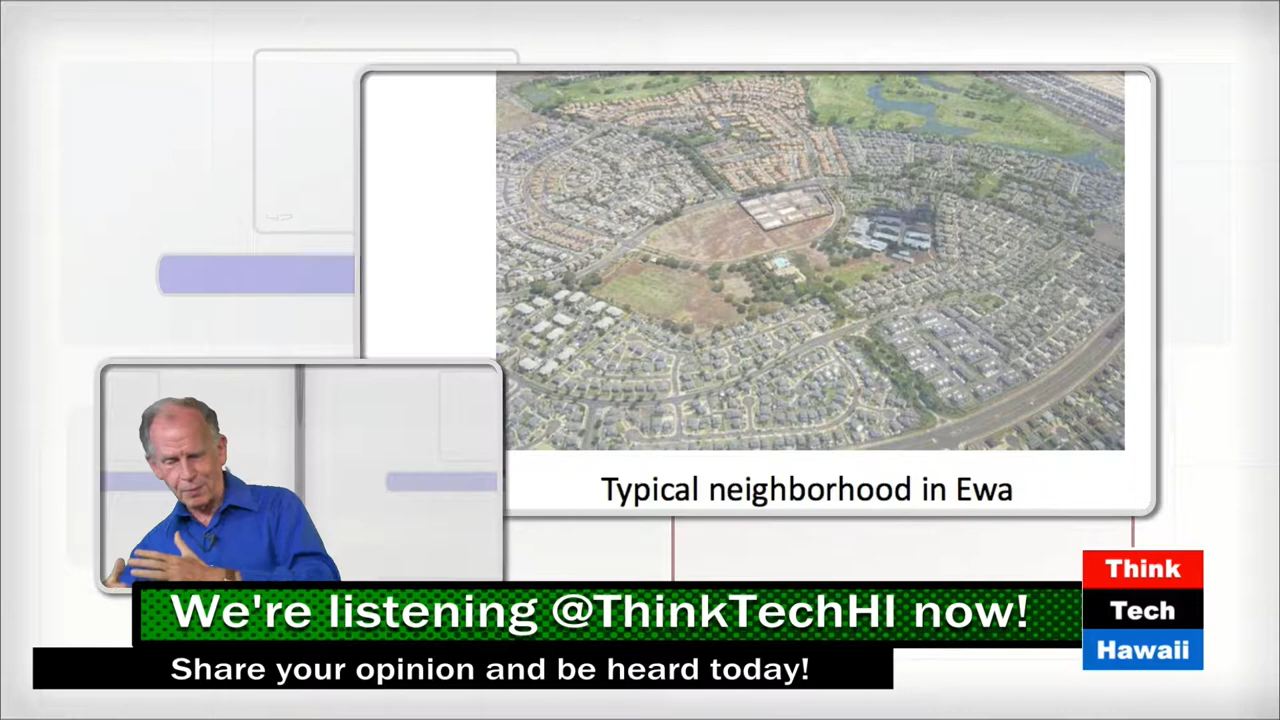 Typical neighborhood in Ewa
We're listening @ThinkTechHI now!
Share your opinion and be heard today!
Think
Tech
Hawaii